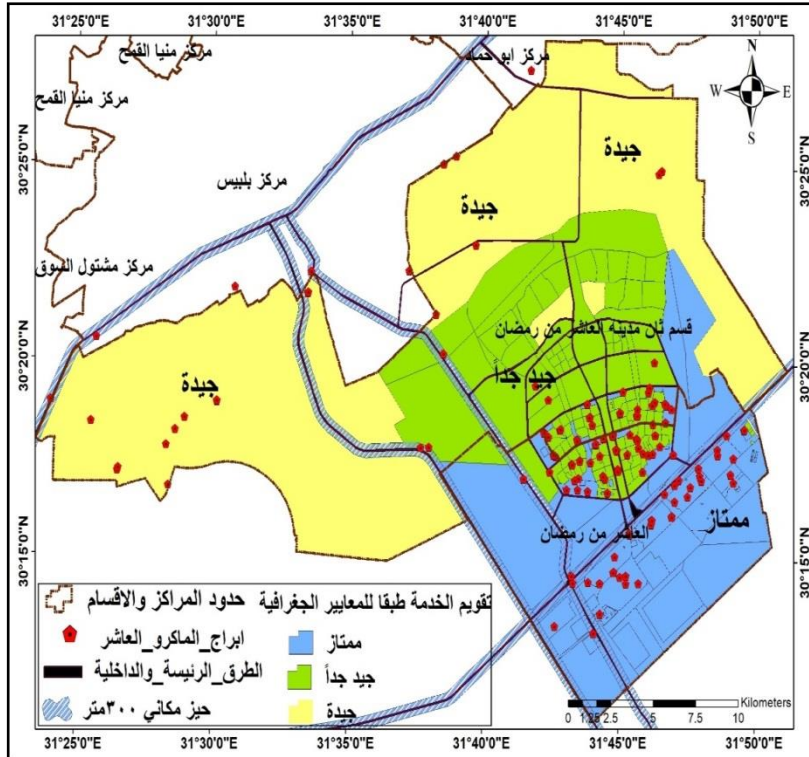 31°25'0"E 31°30'0"E 31°35'0"E 31°40'0"E 31°45'0"E 31°50'0"E
مركز منيا القمح
مركز ابو حماد
N
مركز منيا القمح
W E
S
30°25'0"N 30°25'0"N
جيدة
مركز بلبيس
جيدة
مركز مشتول السوق
قسم ثان مدينه العاشر من رمضان
30°20'0"N 30°20'0"N
جيدة
جيد جداً
ممتاز
العاشر من رمضان
30°15'0"N 30°15'0"N
حدود المراكز والاقسام
تقويم الخدمة طبقا للمعايير الجغرافية
ابراج_الماكرو_العاشر
ممتاز
الطرق_الرئيسة_والداخلية
جيد جداً
حيز مكاني ٣٠٠متر
جيدة
Kilometers
0 1.25 2.5 5 7.5 10
31°25'0"E 31°30'0"E 31°35'0"E 31°40'0"E 31°45'0"E 31°50'0"E